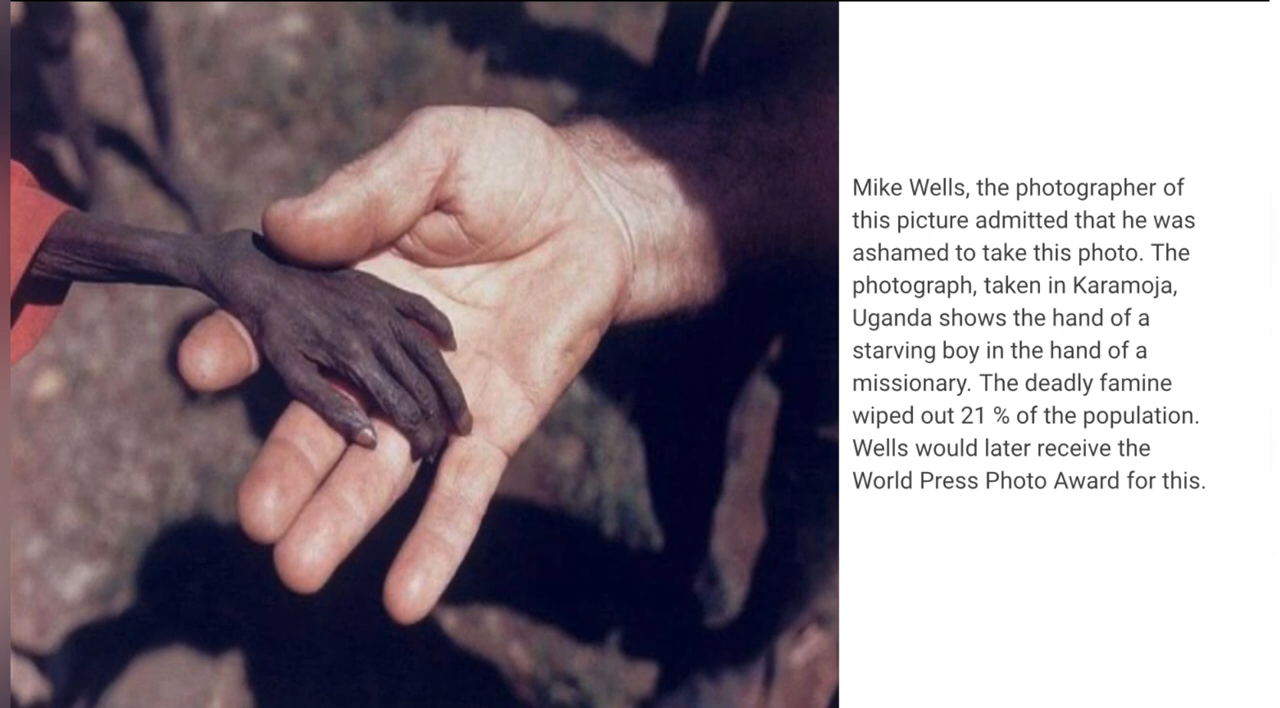 Mike Wells, the photographer of
this picture admitted that he was
ashamed to take this photo. The
photograph, taken in Karamoja,
Uganda shows the hand of a
starving boy in the hand of a
missionary. The deadly famine
wiped out 21 % of the population.
Wells would later receive the
World Press Photo Award for this.